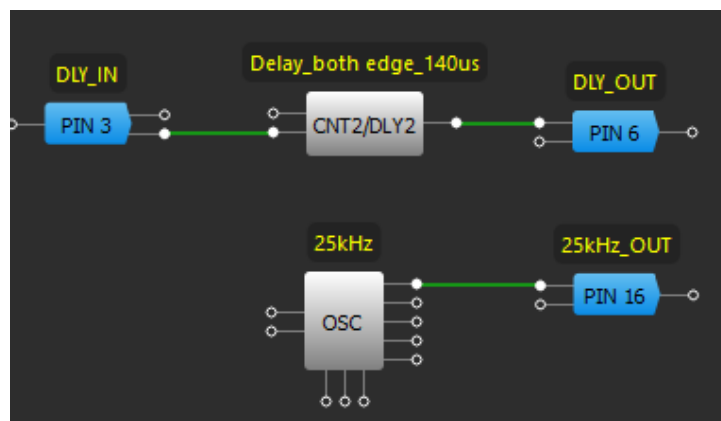 DLY_IN
Delay_both edge_140us
DLY_OUT
PIN 3
CNT2/DLY2
PIN 6
25kHz
25kHz_OUT
OSC
PIN 16